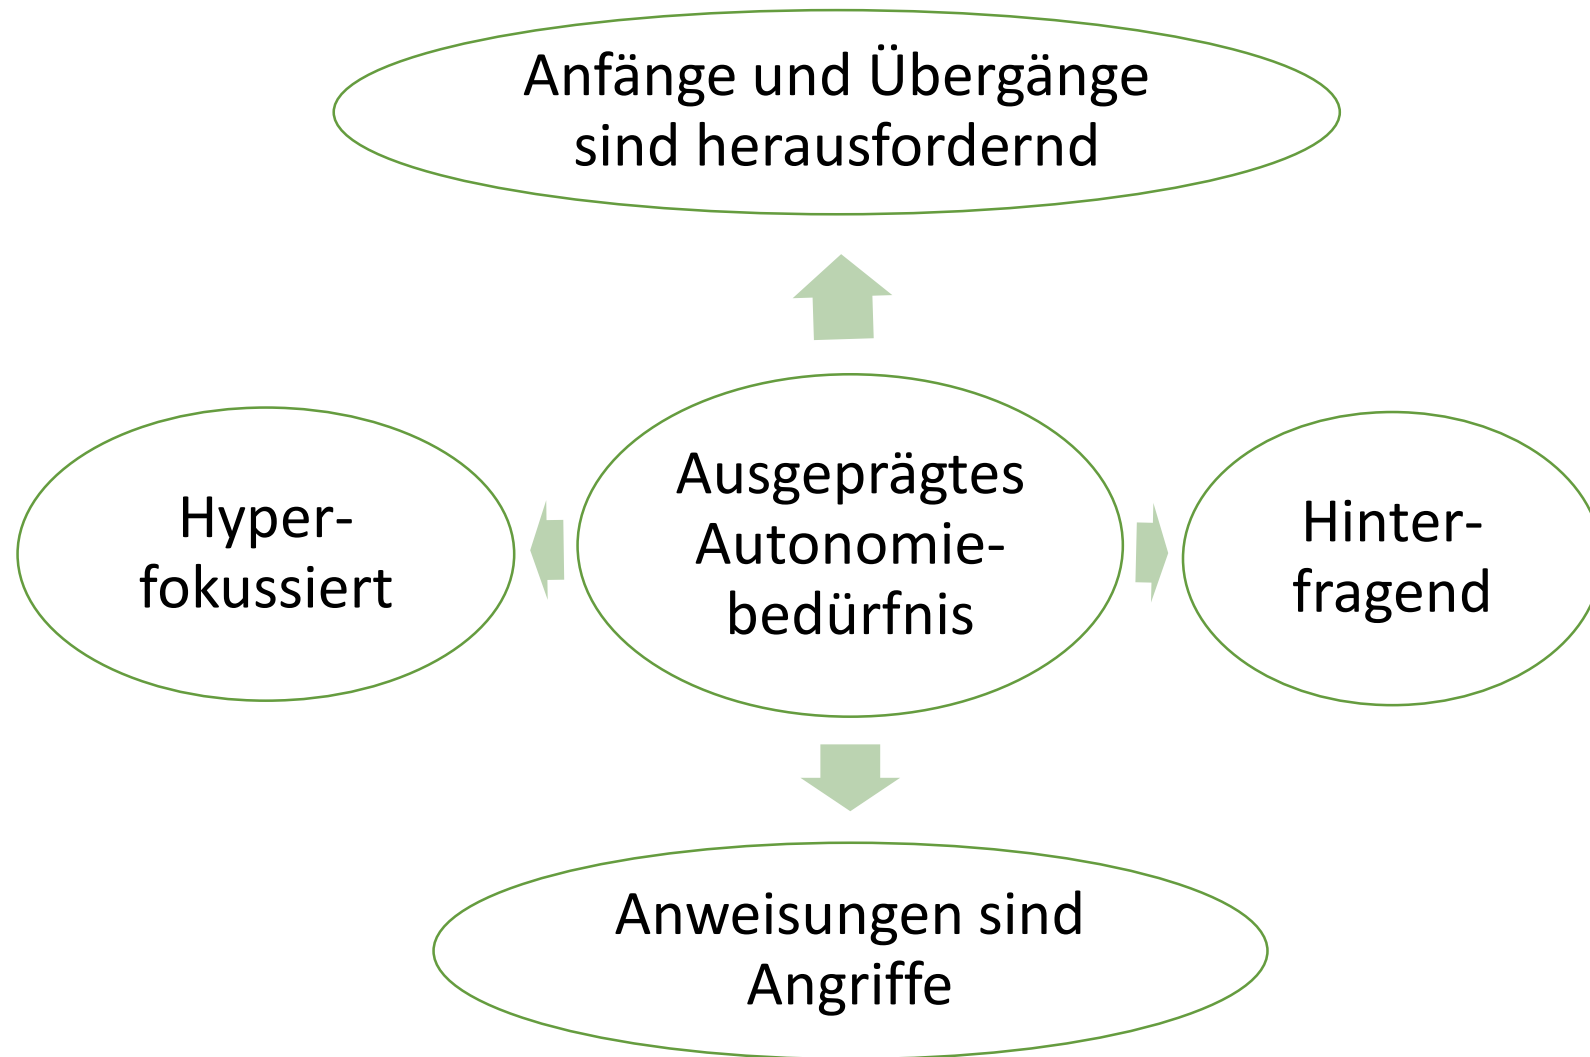 Anfänge und Übergänge
sind herausfordernd
Hyper-
fokussiert
Ausgeprägtes
Autonomie-
bedürfnis
Hinter-
fragend
Anweisungen sind
Angriffe